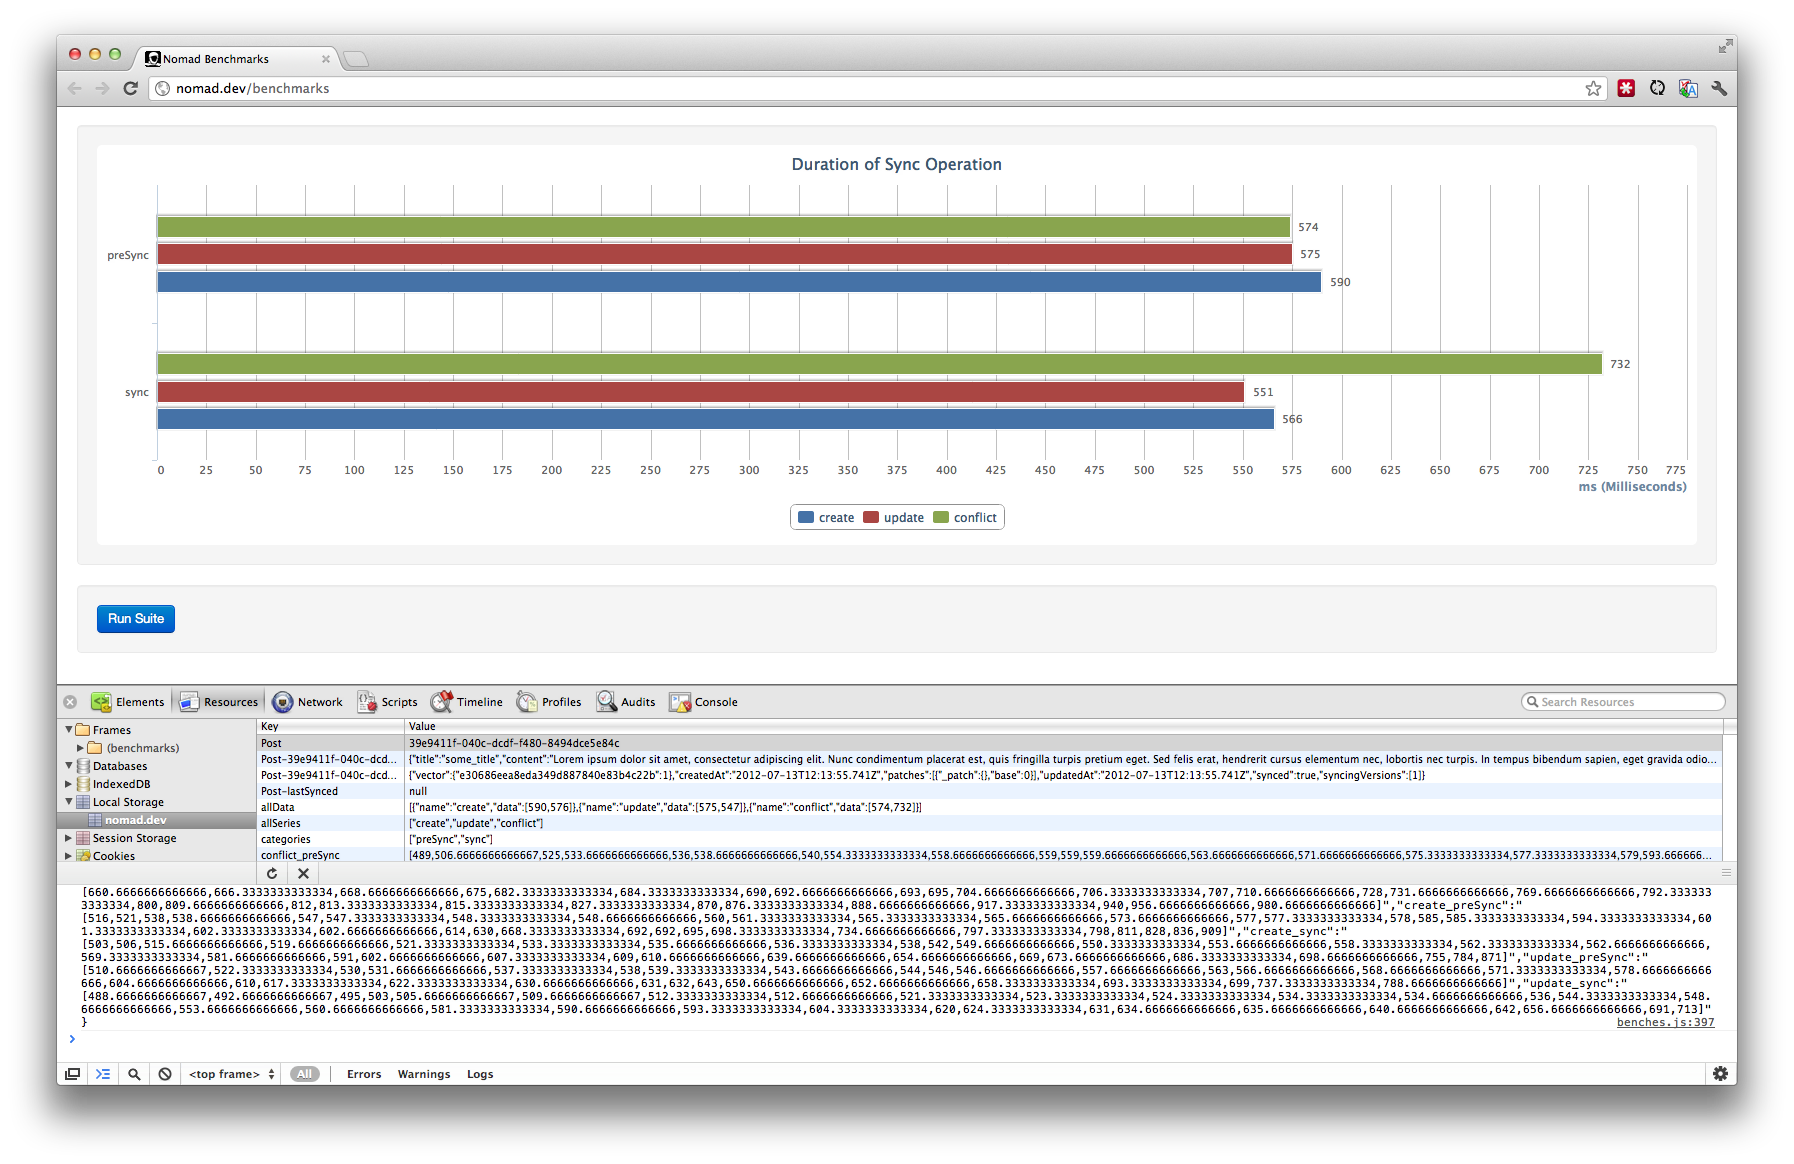 Nomad Benchmarks
nomad.dev/benchmarks
Duration of Sync Operation
574
preSync
575
590
732
sync
551
566
0 25 50 75 100 125 150 175 200 225 250 275 300 325 350 375 400 425 450 475 500 525 550 575 600 625 650 675 700 725 750 775
ms (Milliseconds)
create update conflict
Run Suite
Elements Resources Network Scripts Timeline Profiles Audits Console Search Resources
Frames
(benchmarks)
Databases
IndexedDB
Local Storage
nomad.dev
Session Storage
Cookies
Key Value
Post 39e9411f-040c-dcdf-f480-8494dce5e84c
Post-39e9411f-040c-dcd... {"title":"some_title","content":"Lorem ipsum dolor sit amet, consectetur adipiscing elit. Nunc condimentum placerat est, quis fringilla turpis pretium eget. Sed felis erat, hendrerit cursus elementum nec, lobortis nec turpis. In tempus bibendum sapien, eget gravida odio...
Post-39e9411f-040c-dcd... {"vector":{"e30686eea8eda349d887840e83b4c22b":1},"createdAt":"2012-07-13T12:13:55.741Z","patches":[{"_patch":{},"base":0}],"updatedAt":"2012-07-13T12:13:55.741Z","synced":true,"syncingVersions":[1]}
Post-lastSynced null
allData [{"name":"create","data":[590,576]},{"name":"update","data":[575,547]},{"name":"conflict","data":[574,732]}]
allSeries ["create","update","conflict"]
categories ["preSync","sync"]
conflict_preSync [489,506.6666666666667,525,533.6666666666666,536,538.6666666666666,540,554.3333333333334,558.6666666666666,559,559,559.6666666666666,563.6666666666666,571.6666666666666,575.3333333333334,577.3333333333334,579,593.666666...
[660.6666666666666,666.3333333333334,668.6666666666666,675,682.3333333333334,684.3333333333334,690,692.6666666666666,693,695,704.6666666666666,706.3333333333334,707,710.6666666666666,728,731.6666666666666,769.6666666666666,792.333333
3333334,800,809.6666666666666,812,813.3333333333334,815.3333333333334,827.3333333333334,870,876.3333333333334,888.6666666666666,917.3333333333334,940,956.6666666666666,980.6666666666666]","create_preSync":"
[516,521,538,538.6666666666666,547,547.3333333333334,548.3333333333334,548.6666666666666,560,561.3333333333334,565.3333333333334,565.6666666666666,573.6666666666666,577,577.3333333333334,578,585,585.3333333333334,594.3333333333334,60
1.3333333333334,602.3333333333334,602.6666666666666,614,630,668.3333333333334,692,692,695,698.3333333333334,734.6666666666666,797.3333333333334,798,811,828,836,909]","create_sync":"
[503,506,515.6666666666666,519.6666666666666,521.3333333333334,533.3333333333334,535.6666666666666,536.3333333333334,538,542,549.6666666666666,550.3333333333334,553.6666666666666,558.3333333333334,562.3333333333334,562.6666666666666,
569.3333333333334,581.6666666666666,591,602.6666666666666,607.3333333333334,609,610.6666666666666,654.6666666666666,669,673.6666666666666,686.3333333333334,698.6666666666666,755,784,871]","update_preSync":"
[510.6666666666667,522.3333333333334,530,531.6666666666666,537.3333333333334,538,539.3333333333334,543.6666666666666,544,546,546.6666666666666,557.6666666666666,563,566.6666666666666,568.6666666666666,571.3333333333334,578.6666666666
666,604.6666666666666,610,617.3333333333334,622.3333333333334,630.6666666666666,631,632,643,650.6666666666666,652.6666666666666,658.3333333333334,693.3333333333334,699,737.3333333333334,788.6666666666666]","update_sync":"
[488.6666666666667,492.6666666666667,495,503,505.6666666666667,509.6666666666667,512.3333333333334,512.6666666666666,521.3333333333334,523.3333333333334,524.3333333333334,534.3333333333334,534.6666666666666,536,544.3333333333334,548.
6666666666666,553.6666666666666,560.6666666666666,581.3333333333334,590.6666666666666,593.3333333333334,604.3333333333334,620,624.3333333333334,631,634.6666666666666,635.6666666666666,640.6666666666666,642,656.6666666666666,691,713]"
}
benches.js:397
<top frame> All Errors Warnings Logs